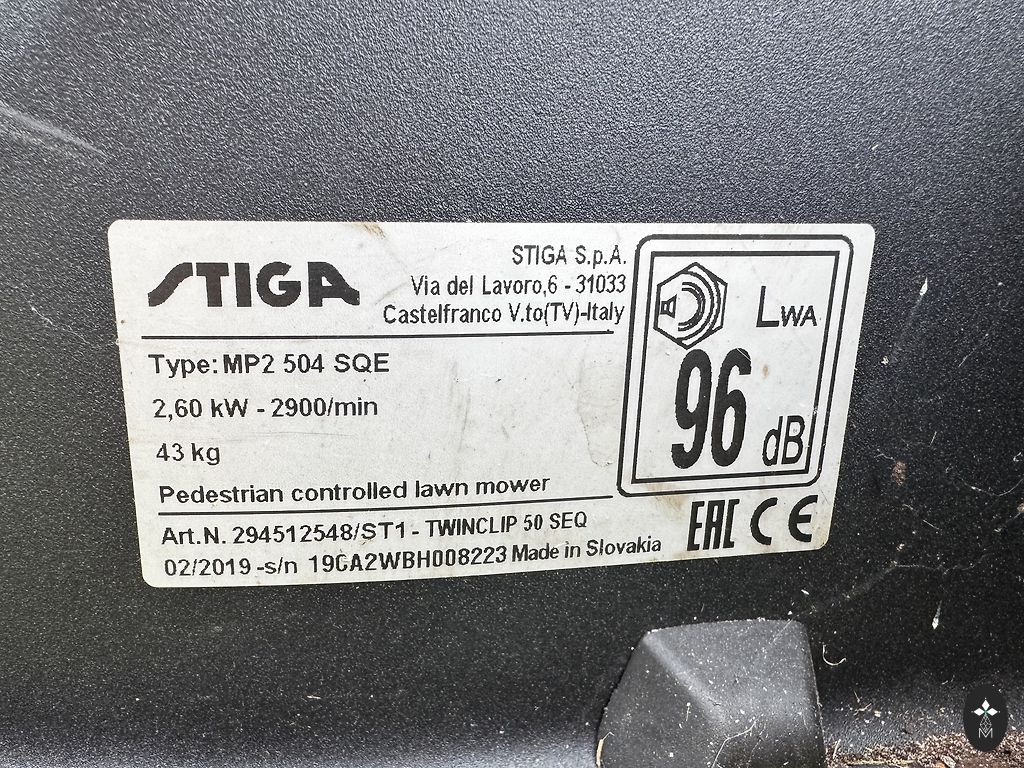 STIGA
STIGA S.p.A.
Via del Lavoro,6 - 31033
Castelfranco V.to(TV)-Italy
Type: MP2 504 SQE
2,60 kW - 2900/min
43 kg
Pedestrian controlled lawn mower
Art.N. 294512548/ST1 - TWINCLIP 50 SEQ
02/2019 -s/n 19CA2WBH008223 Made in Slovakia
LWA
96
dB
EAC CE
M